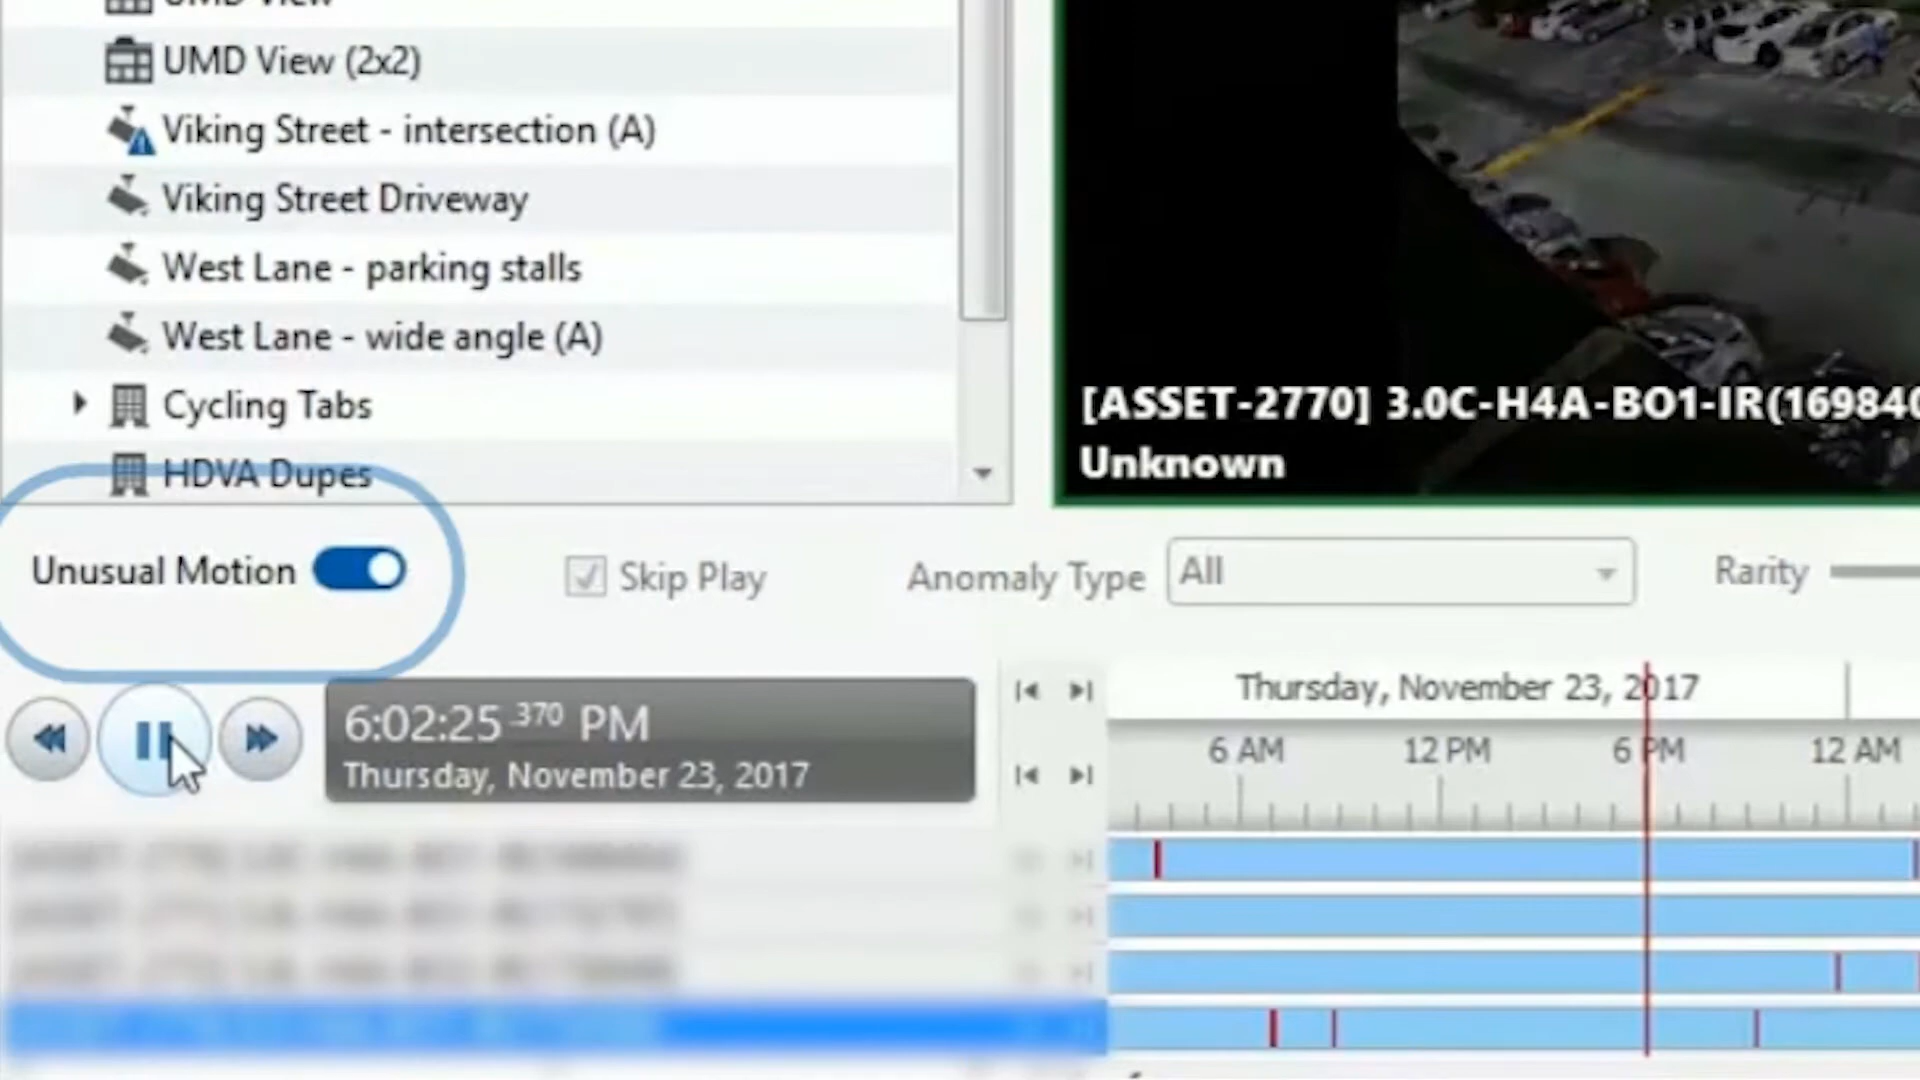 UMD View
UMD View (2x2)
Viking Street - intersection (A)
Viking Street Driveway
West Lane - parking stalls
West Lane - wide angle (A)
Cycling Tabs
HDVA Dupes
[ASSET-2770] 3.0C-H4A-BO1-IR(169840
Unknown
Unusual Motion
Skip Play
Anomaly Type
All
Rarity
6:02:25.370 PM
Thursday, November 23, 2017
Thursday, November 23, 2017
6 AM 12 PM 6 PM 12 AM